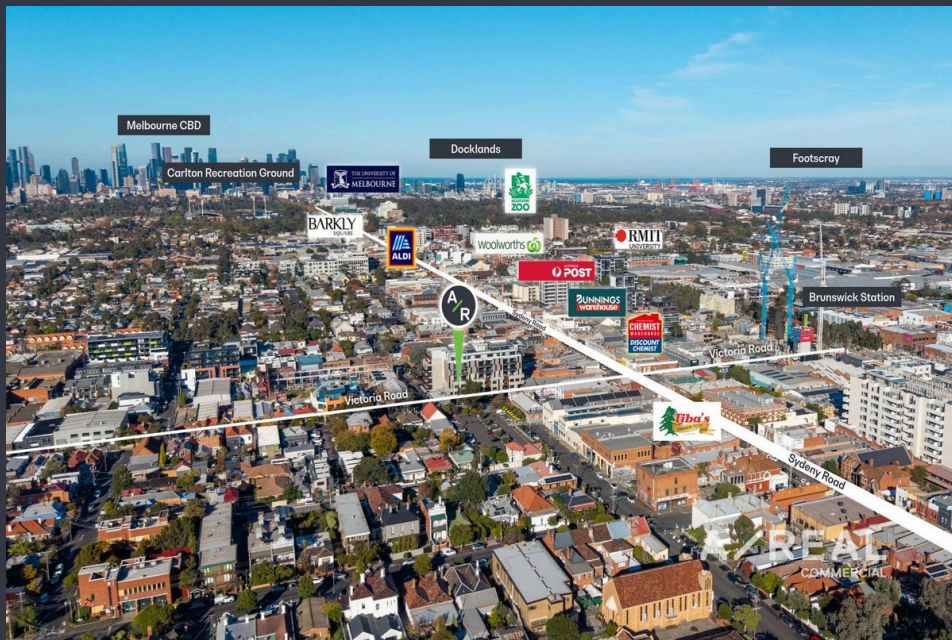 Melbourne CBD
Docklands
Footscray
Carlton Recreation Ground
THE UNIVERSITY OF
MELBOURNE
MELBOURNE
ZOO
BARKLY
SQUARE
ALDI
woolworths
RMIT
UNIVERSITY
POST
BUNNINGS
warehouse
A/R
Brunswick Station
Sydeny Road
CHEMIST
WAREHOUSE
DISCOUNT
CHEMIST
Victoria Road
Victoria Road
Tiba's
Sydeny Road
A/REAL
COMMERCIAL